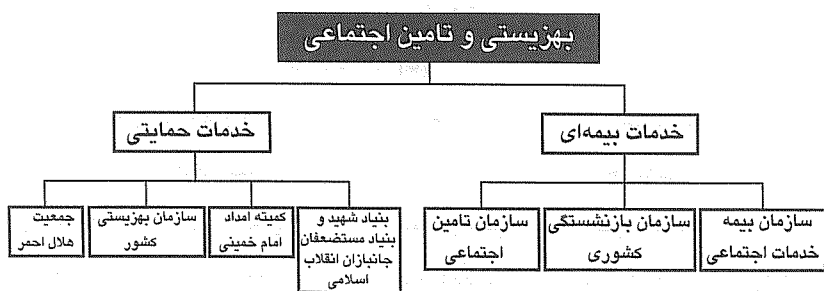 بهزیستی و تامین اجتماعی
خدمات بیمه‌ای
خدمات حمایتی
سازمان بیمه
خدمات اجتماعی
سازمان بازنشستگی
کشوری
سازمان تامین
اجتماعی
بنیاد شهید و
بنیاد مستضعفان
جانبازان انقلاب
اسلامی
کمیته امداد
امام خمینی
سازمان بهزیستی
کشور
جمعیت
هلال احمر